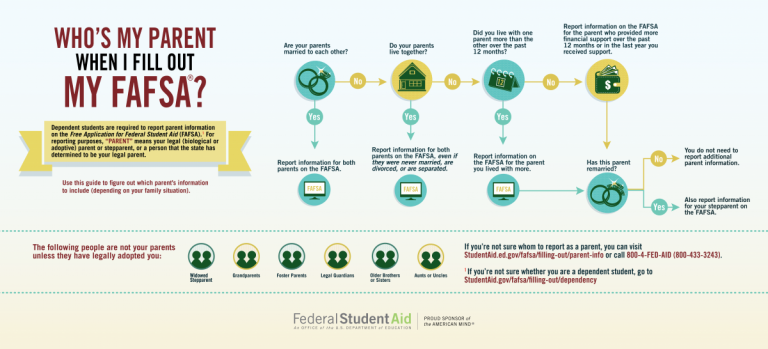 WHO'S MY PARENT
WHEN I FILL OUT
MY FAFSA®?
Dependent students are required to report parent information
on the Free Application for Federal Student Aid (FAFSA).¹ For
reporting purposes, "PARENT" means your legal (biological or
adoptive) parent or stepparent, or a person that the state has
determined to be your legal parent.
Use this guide to figure out which parent's information
to include (depending on your family situation).
Are your parents
married to each other?
No
Yes
Report information for both
parents on the FAFSA.
FAFSA
Do your parents
live together?
No
Yes
Report information for both
parents on the FAFSA, even if
they were never married, are
divorced, or are separated.
FAFSA
Did you live with one
parent more than the
other over the past
12 months?
No
Yes
Report information on
the FAFSA for the parent
you lived with more.
FAFSA
Report information on the FAFSA
for the parent who provided more
financial support over the past
12 months or in the last year you
received support.
$
Has this parent
remarried?
No
You do not need to
report additional
parent information.
Yes
Also report information
for your stepparent on
the FAFSA.
The following people are not your parents
unless they have legally adopted you:
Widowed
Stepparent
Grandparents
Foster Parents
Legal Guardians
Older Brothers
or Sisters
Aunts or Uncles
If you're not sure whom to report as a parent, you can visit
StudentAid.ed.gov/fafsa/filling-out/parent-info or call 800-4-FED-AID (800-433-3243).
¹ If you're not sure whether you are a dependent student, go to
StudentAid.gov/fafsa/filling-out/dependency
Federal Student Aid
An OFFICE of the U.S. DEPARTMENT of EDUCATION
PROUD SPONSOR of
the AMERICAN MIND®